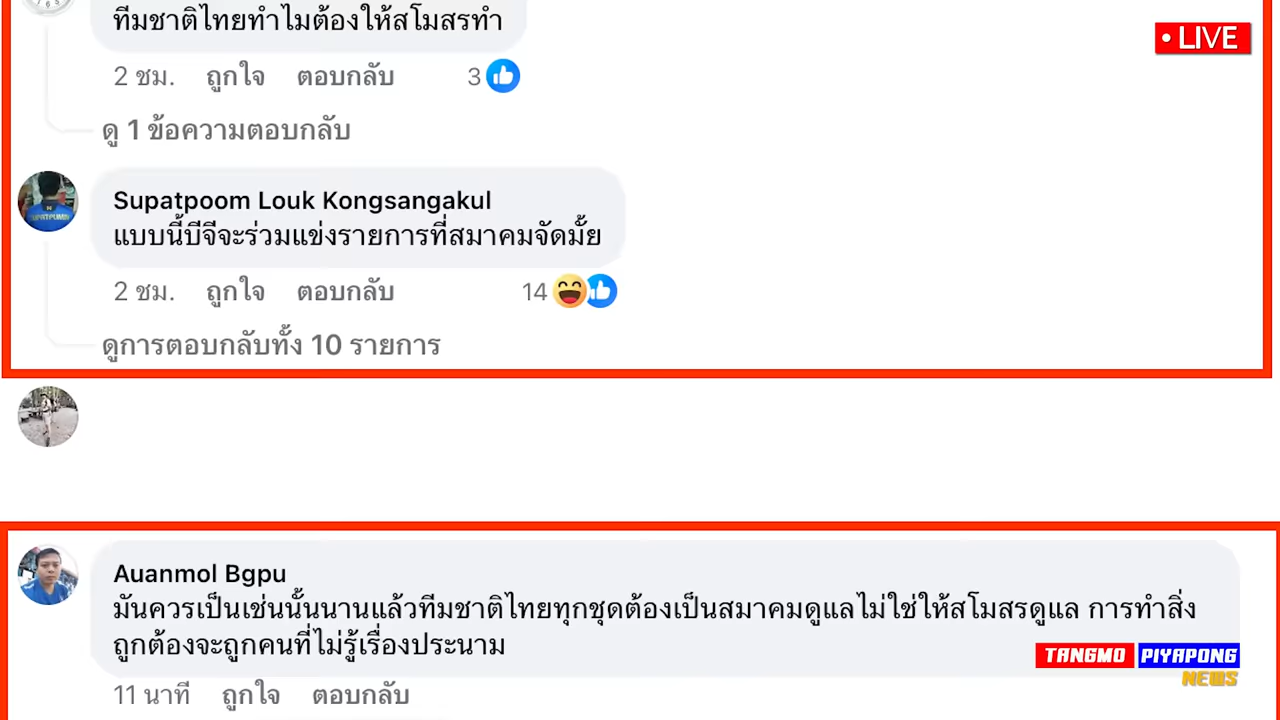 ทีมชาติไทยทำไมต้องให้สโมสรทำ
• LIVE
2 ชม. ถูกใจ ตอบกลับ 3
ดู 1 ข้อความตอบกลับ
Supatpoom Louk Kongsangakul
แบบนี้บีจีจะร่วมแข่งรายการที่สมาคมจัดมั้ย
2 ชม. ถูกใจ ตอบกลับ 14
ดูการตอบกลับทั้ง 10 รายการ
Auanmol Bgpu
มันควรเป็นเช่นนั้นนานแล้วทีมชาติไทยทุกชุดต้องเป็นสมาคมดูแลไม่ใช่ให้สโมสรดูแล การทำสิ่ง
ถูกต้องจะถูกคนที่ไม่รู้เรื่องประนาม
TANGMO PIYAPONG
NEWS
11 นาที ถูกใจ ตอบกลับ